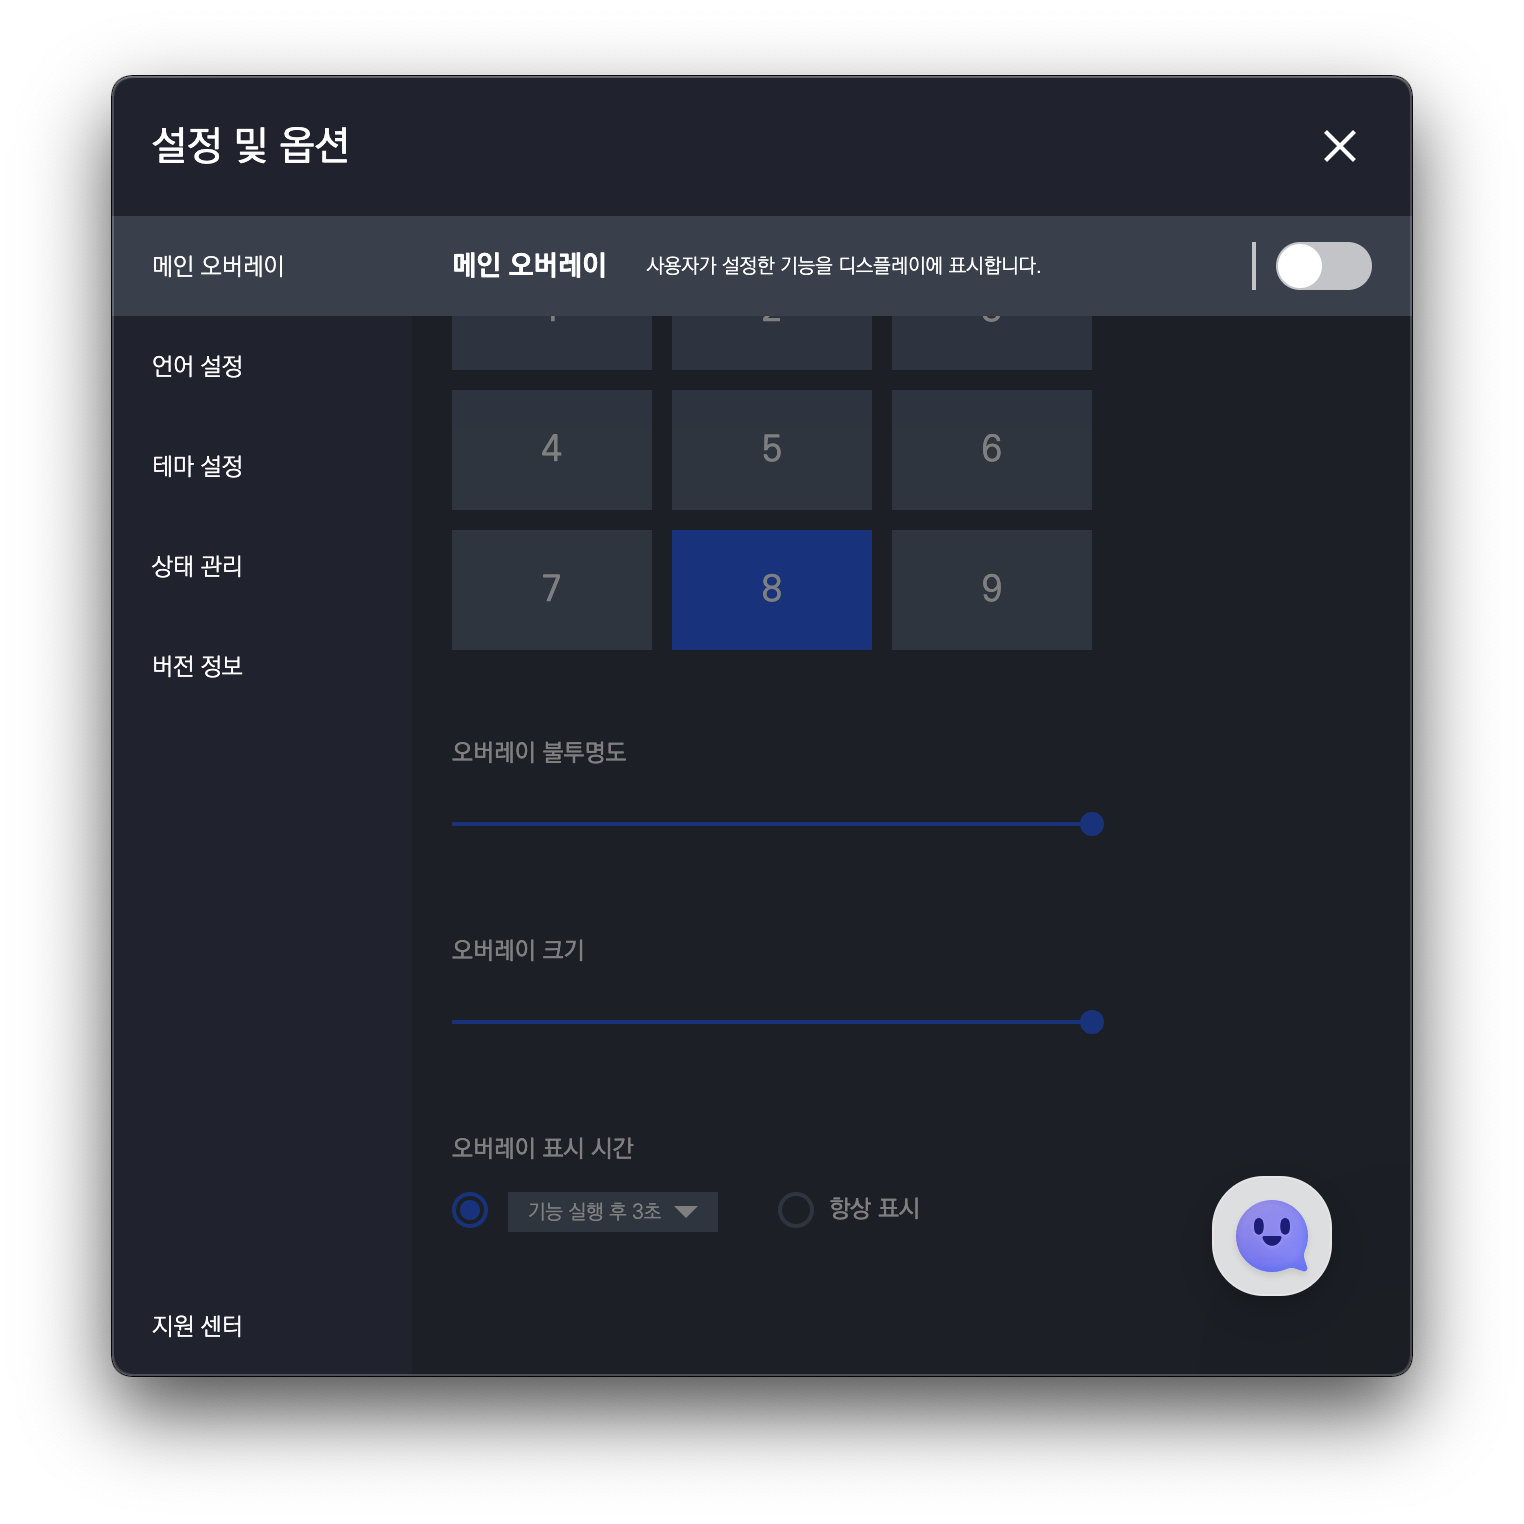 설정 및 옵션
메인 오버레이
메인 오버레이 사용자가 설정한 기능을 디스플레이에 표시합니다.
언어 설정
테마 설정
상태 관리
버전 정보
4 5 6
7 8 9
오버레이 불투명도
오버레이 크기
오버레이 표시 시간
기능 실행 후 3초
항상 표시
지원 센터